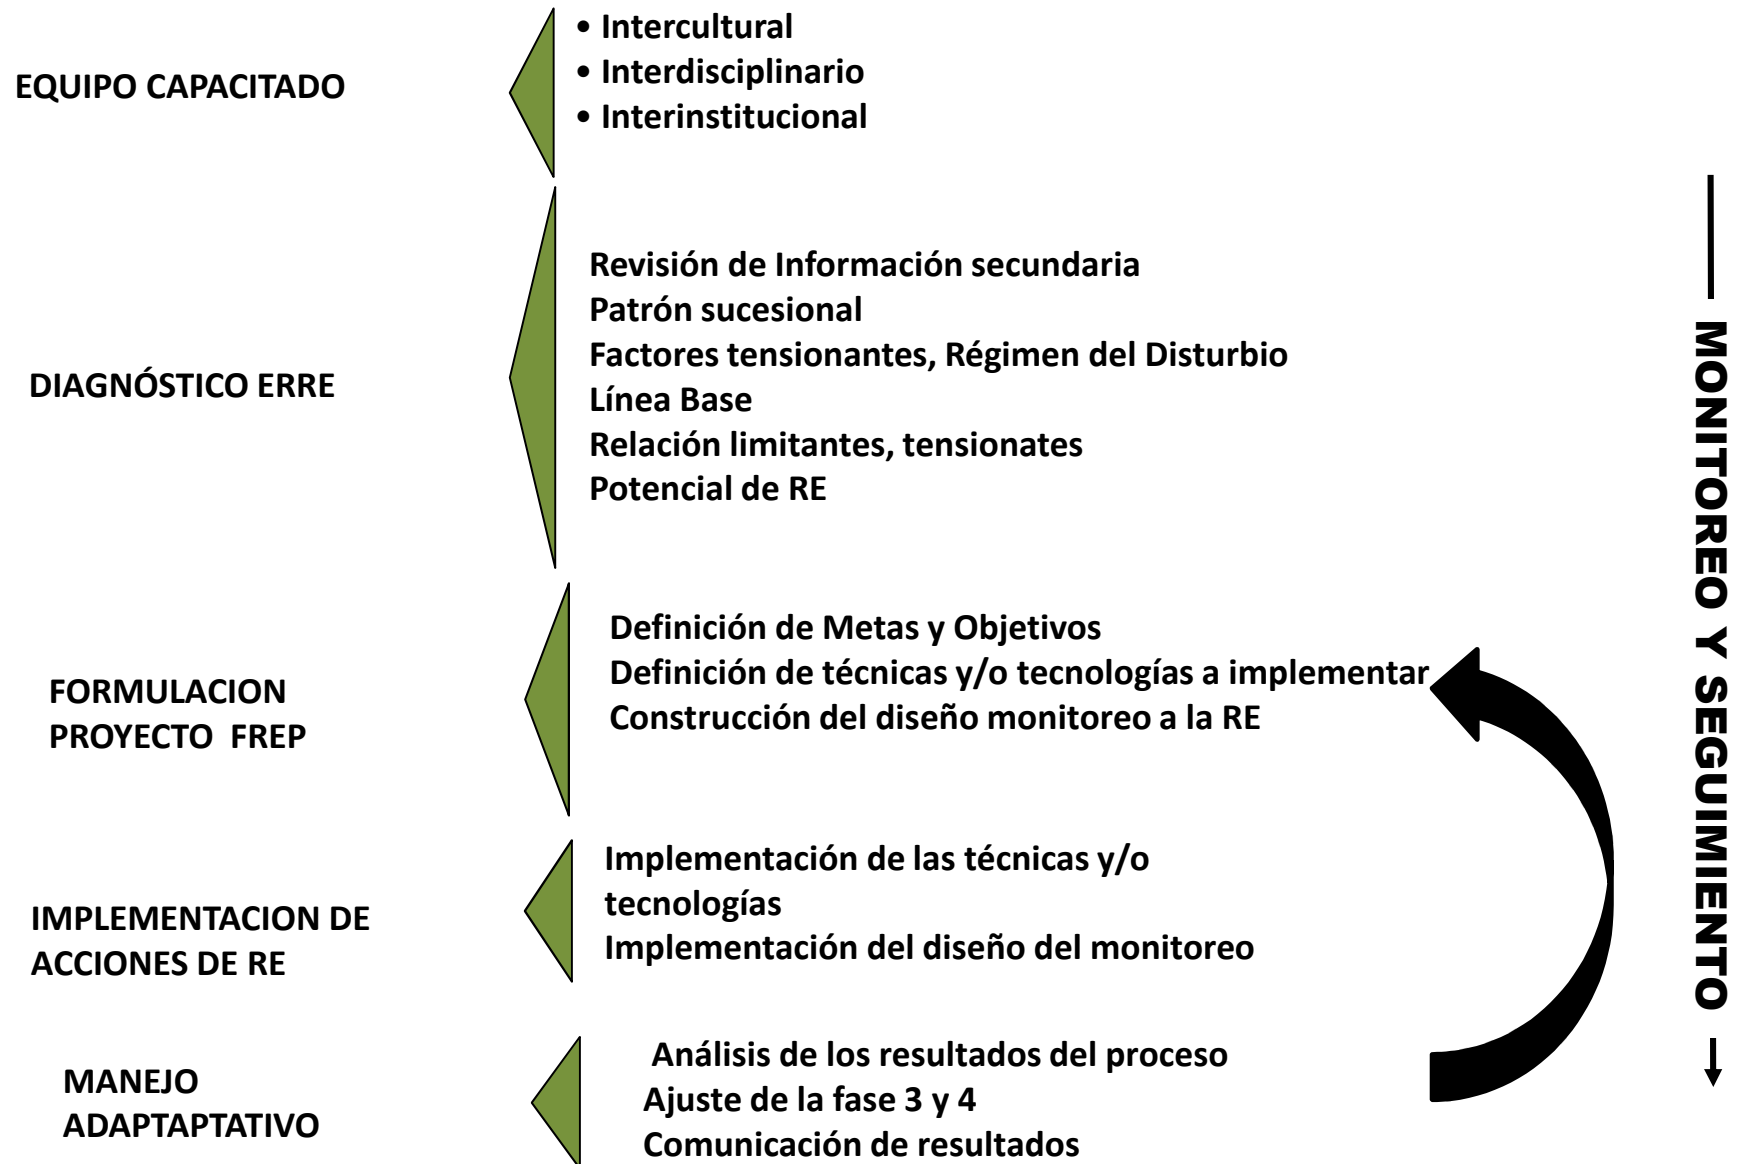 EQUIPO CAPACITADO
• Intercultural
• Interdisciplinario
• Interinstitucional
DIAGNÓSTICO ERRE
Revisión de Información secundaria
Patrón sucesional
Factores tensionantes, Régimen del Disturbio
Línea Base
Relación limitantes, tensionates
Potencial de RE
FORMULACION
PROYECTO FREP
Definición de Metas y Objetivos
Definición de técnicas y/o tecnologías a implementar
Construcción del diseño monitoreo a la RE
IMPLEMENTACION DE
ACCIONES DE RE
Implementación de las técnicas y/o
tecnologías
Implementación del diseño del monitoreo
MANEJO
ADAPTAPTATIVO
Análisis de los resultados del proceso
Ajuste de la fase 3 y 4
Comunicación de resultados
MONITOREO Y SEGUIMIENTO